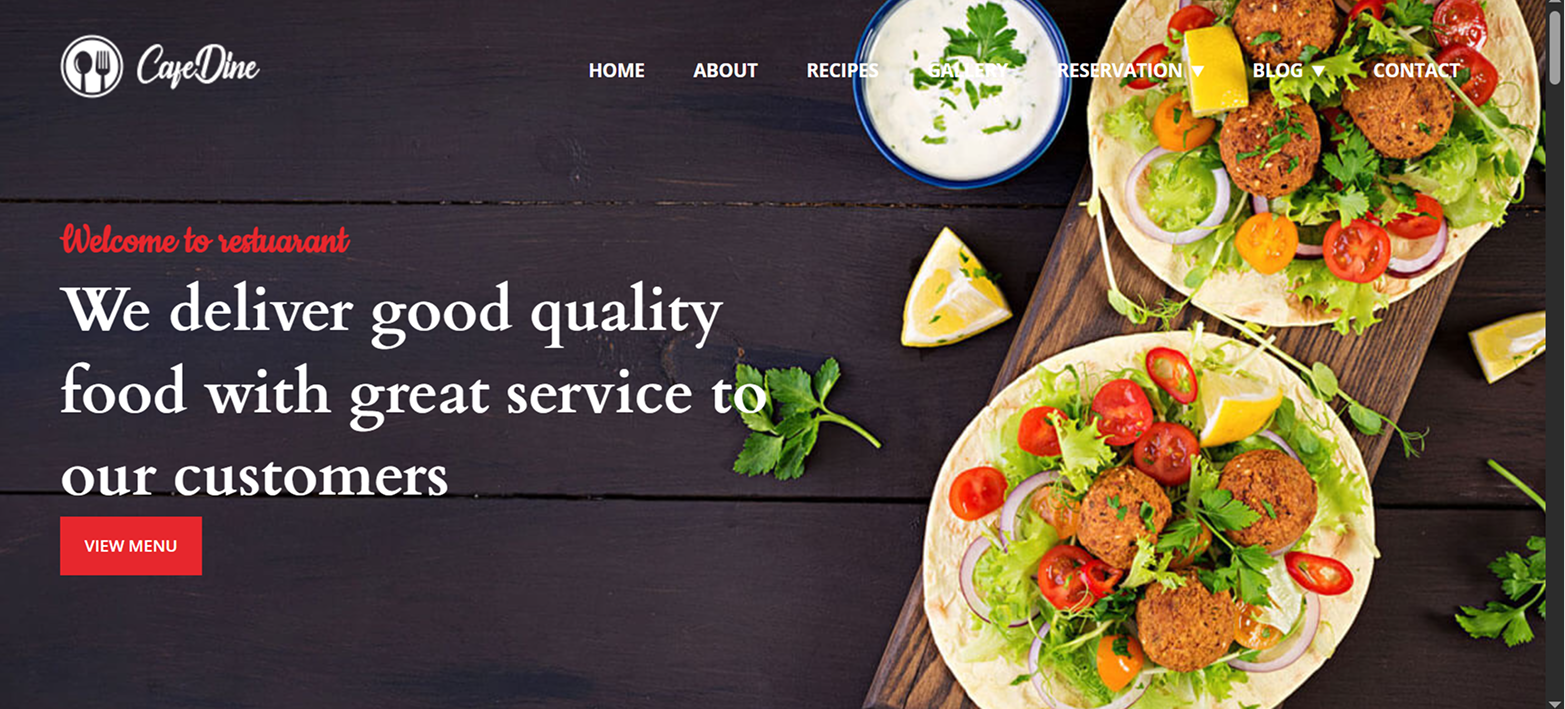 CafeDine
HOME ABOUT RECIPES GALLERY RESERVATION ▼ BLOG ▼ CONTACT
Welcome to restuarant
We deliver good quality
food with great service to
our customers
VIEW MENU